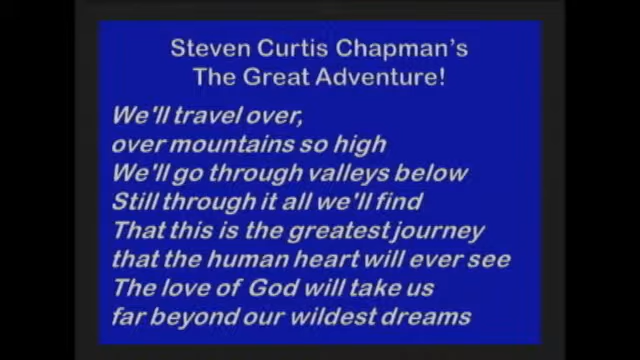 Steven Curtis Chapman's
The Great Adventure!
We'll travel over,
over mountains so high
We'll go through valleys below
Still through it all we'll find
That this is the greatest journey
that the human heart will ever see
The love of God will take us
far beyond our wildest dreams